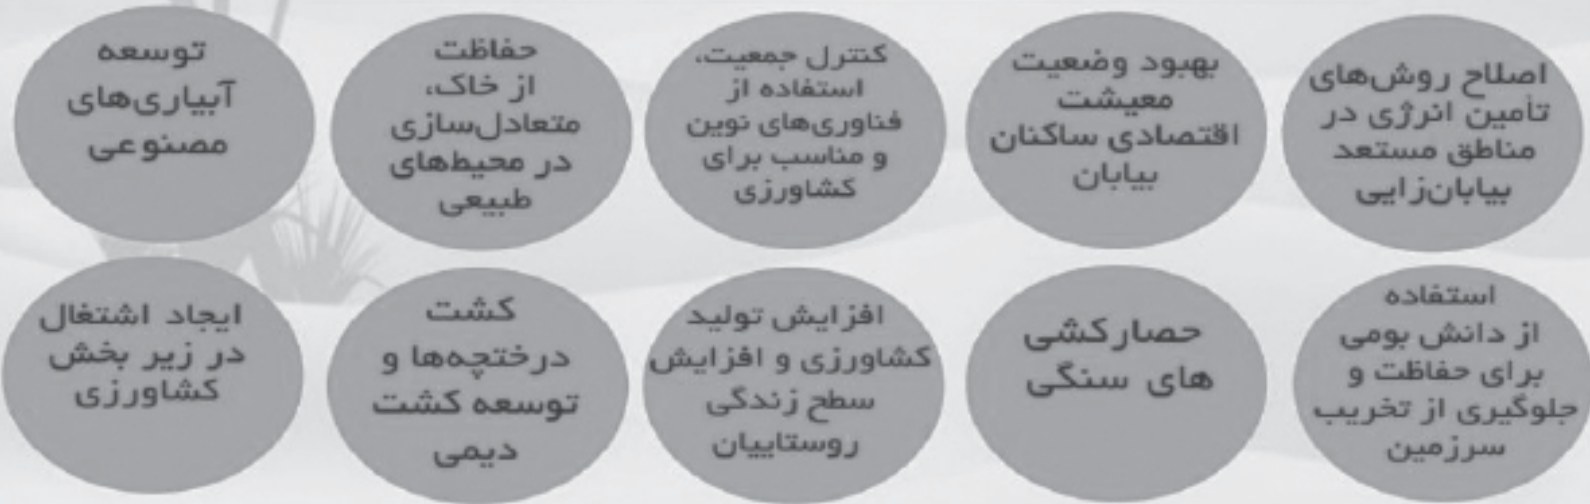 اصلاح روش‌های
تأمین انرژی در
مناطق مستعد
بیابان‌زایی
بهبود وضعیت
معیشت
اقتصادی ساکنان
بیابان
کنترل جمعیت،
استفاده از
فناوری‌های نوین
و مناسب برای
کشاورزی
حفاظت
از خاک،
متعادل‌سازی
در محیط‌های
طبیعی
توسعه
آبیاری‌های
مصنوعی
استفاده
از دانش بومی
برای حفاظت و
جلوگیری از تخریب
سرزمین
حصارکشی
های سنگی
افزایش تولید
کشاورزی و افزایش
سطح زندگی
روستاییان
کشت
درختچه‌ها و
توسعه کشت
دیمی
ایجاد اشتغال
در زیر بخش
کشاورزی